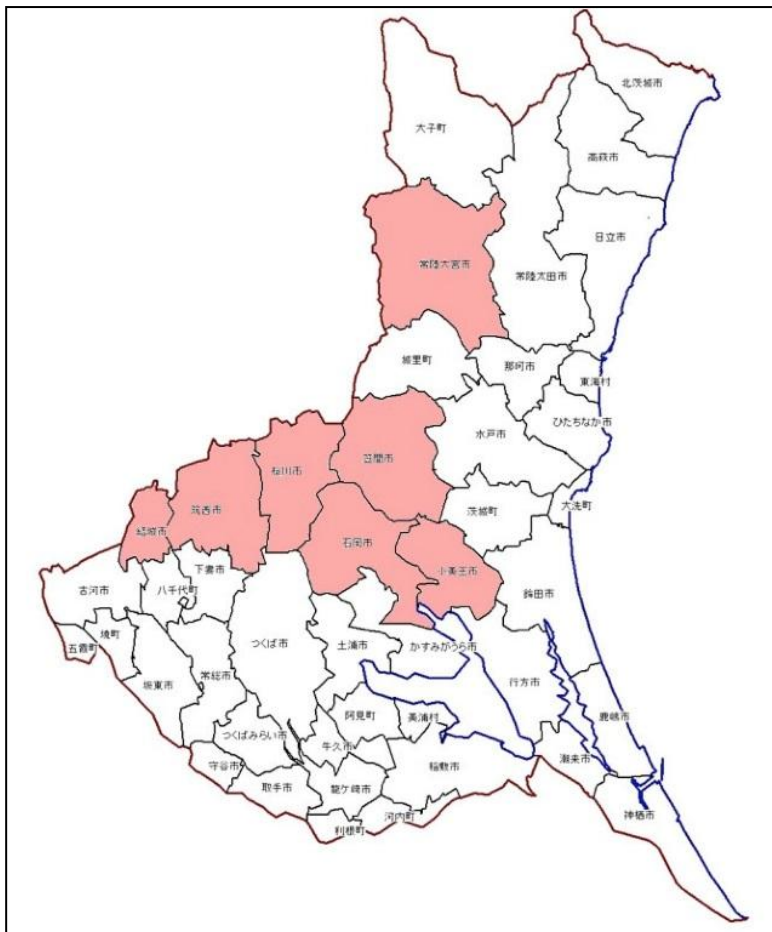 北茨城市
大子町
高萩市
日立市
常陸大宮市
常陸太田市
城里町
那珂市
東海村
ひたちなか市
水戸市
笠間市
桜川市
筑西市
結城市
茨城町
大洗町
石岡市
小美玉市
下妻市
八千代町
古河市
鉾田市
境町
五霞町
つくば市
土浦市
かすみがうら市
坂東市
常総市
行方市
阿見町
美浦村
鹿嶋市
つくばみらい市
牛久市
守谷市
稲敷市
潮来市
取手市
龍ケ崎市
神栖市
河内町
利根町